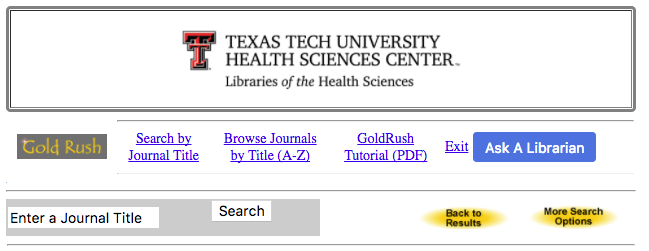 TEXAS TECH UNIVERSITY
HEALTH SCIENCES CENTER™
Libraries of the Health Sciences
Gold Rush
Search by
Journal Title
Browse Journals
by Title (A-Z)
GoldRush
Tutorial (PDF)
Exit
Ask A Librarian
Enter a Journal Title
Search
Back to
Results
More Search
Options